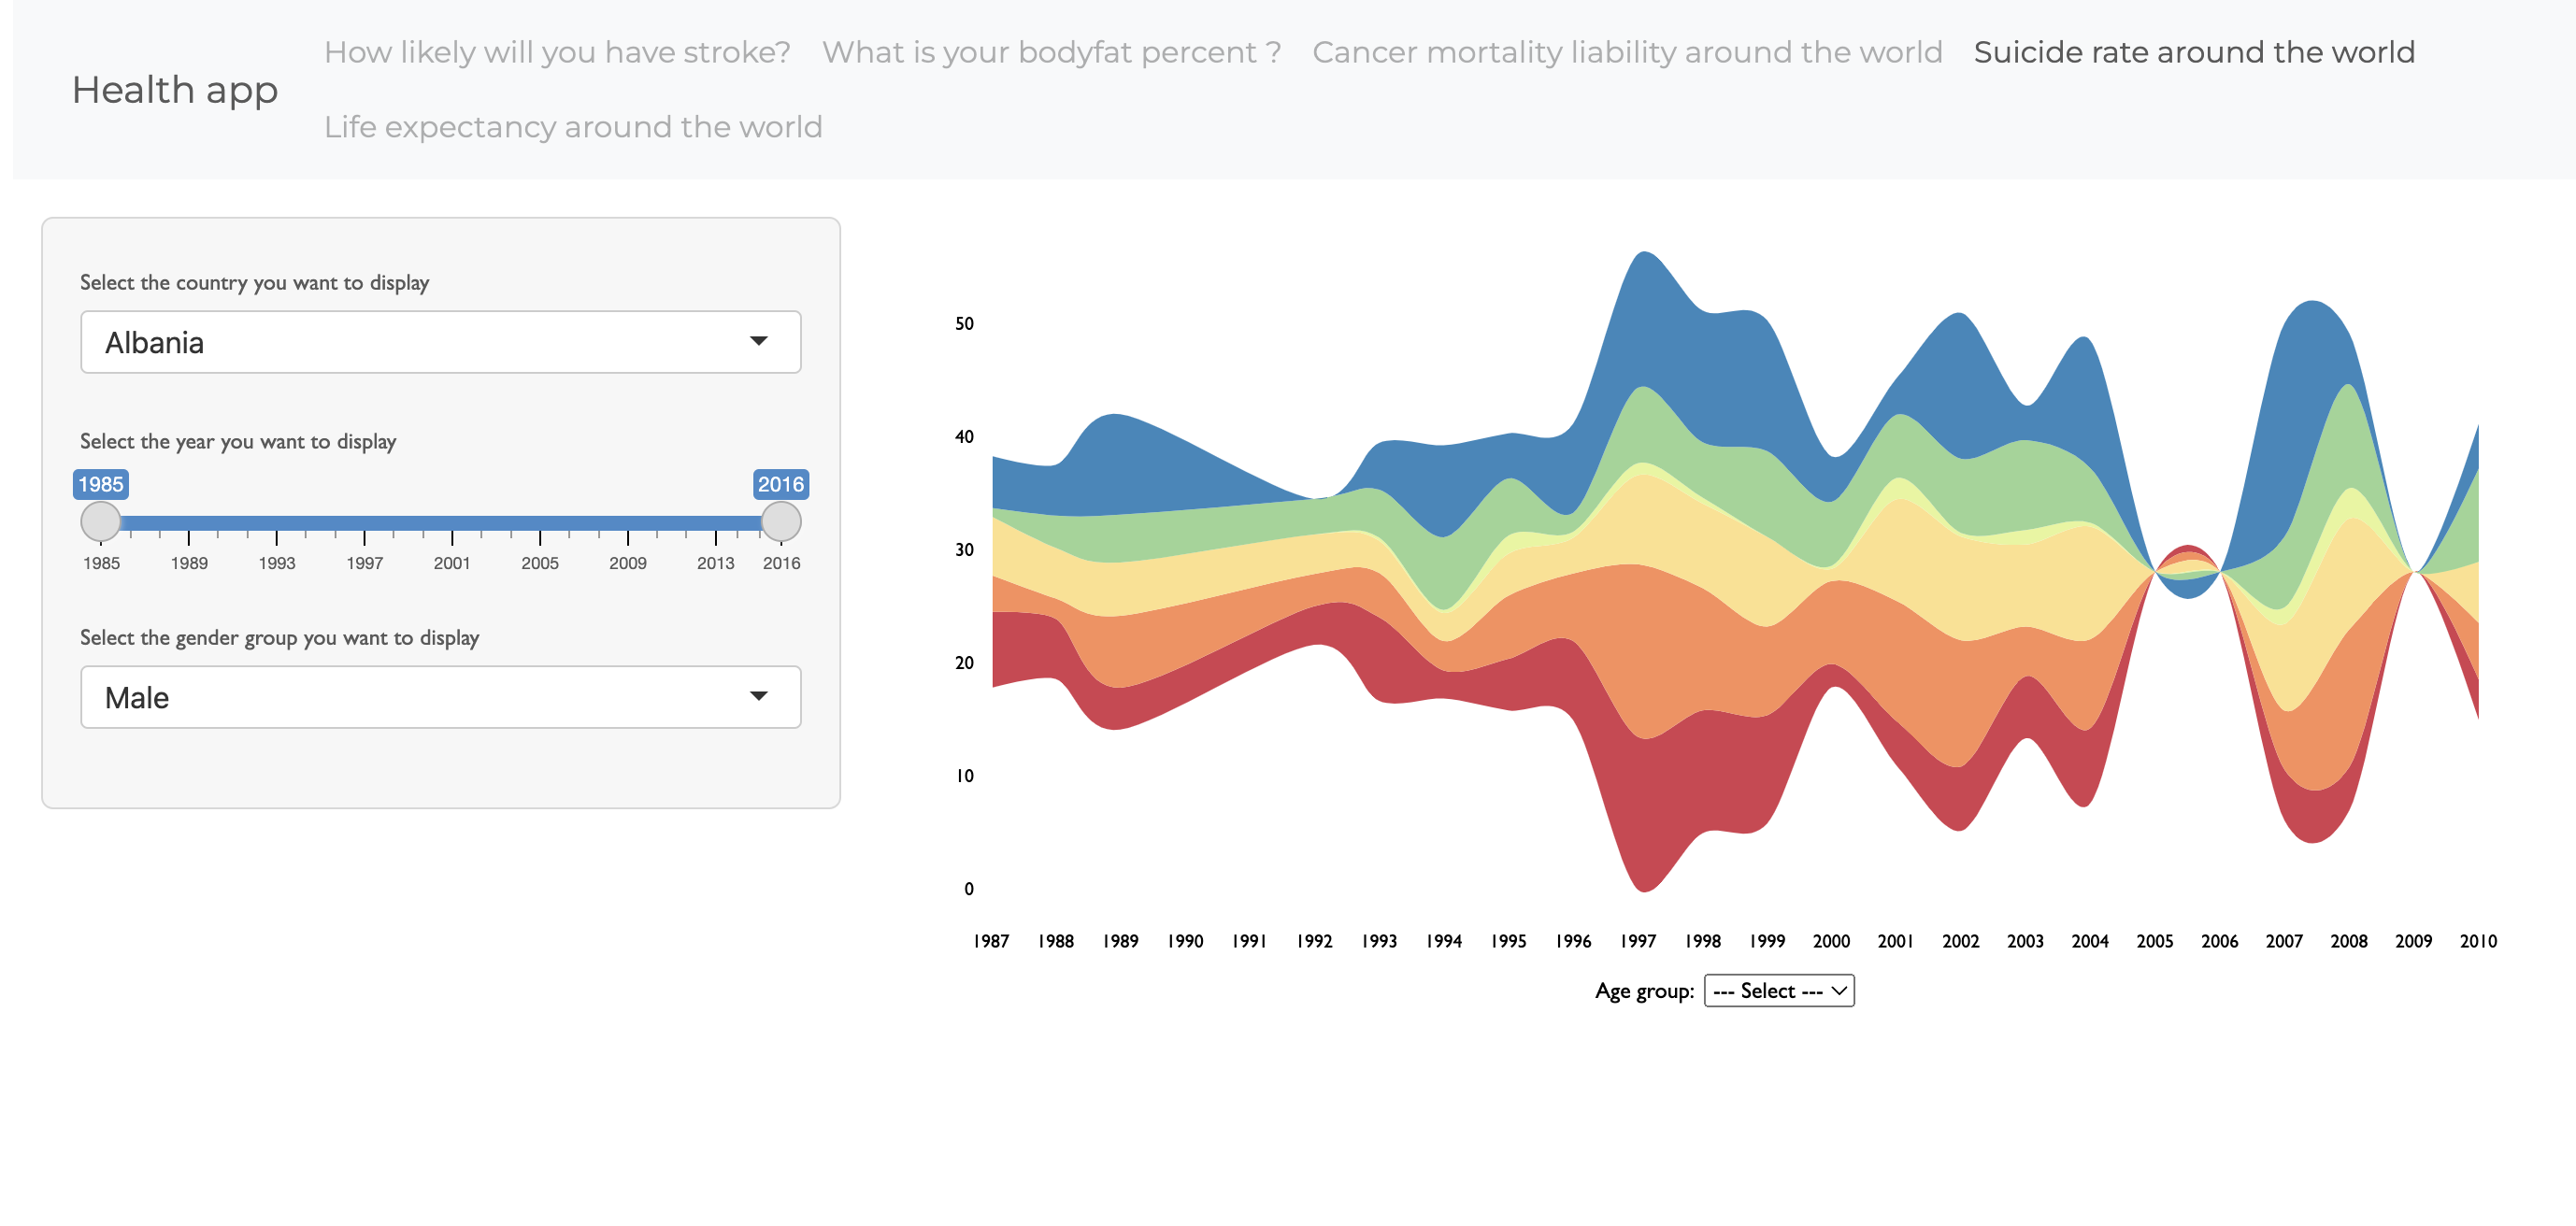 How likely will you have stroke? What is your bodyfat percent ? Cancer mortality liability around the world Suicide rate around the world
Health app
Life expectancy around the world
Select the country you want to display
Albania
Select the year you want to display
1985 2016
1985 1989 1993 1997 2001 2005 2009 2013 2016
Select the gender group you want to display
Male
50
40
30
20
10
0
1987 1988 1989 1990 1991 1992 1993 1994 1995 1996 1997 1998 1999 2000 2001 2002 2003 2004 2005 2006 2007 2008 2009 2010
Age group: --- Select ---